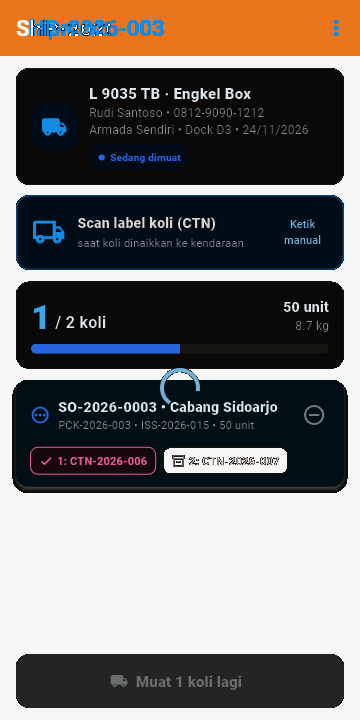 L 9035 TB · Engkel Box
Rudi Santoso • 0812-9090-1212
Armada Sendiri • Dock D3 • 24/11/2026
Sedang dimuat
Scan label koli (CTN)
saat koli dinaikkan ke kendaraan
Ketik
manual
1 / 2 koli
50 unit
8.7 kg
SO-2026-0003 • Cabang Sidoarjo
PCK-2026-003 • ISS-2026-015 • 50 unit
1: CTN-2026-006
2: CTN-2026-007
Muat 1 koli lagi